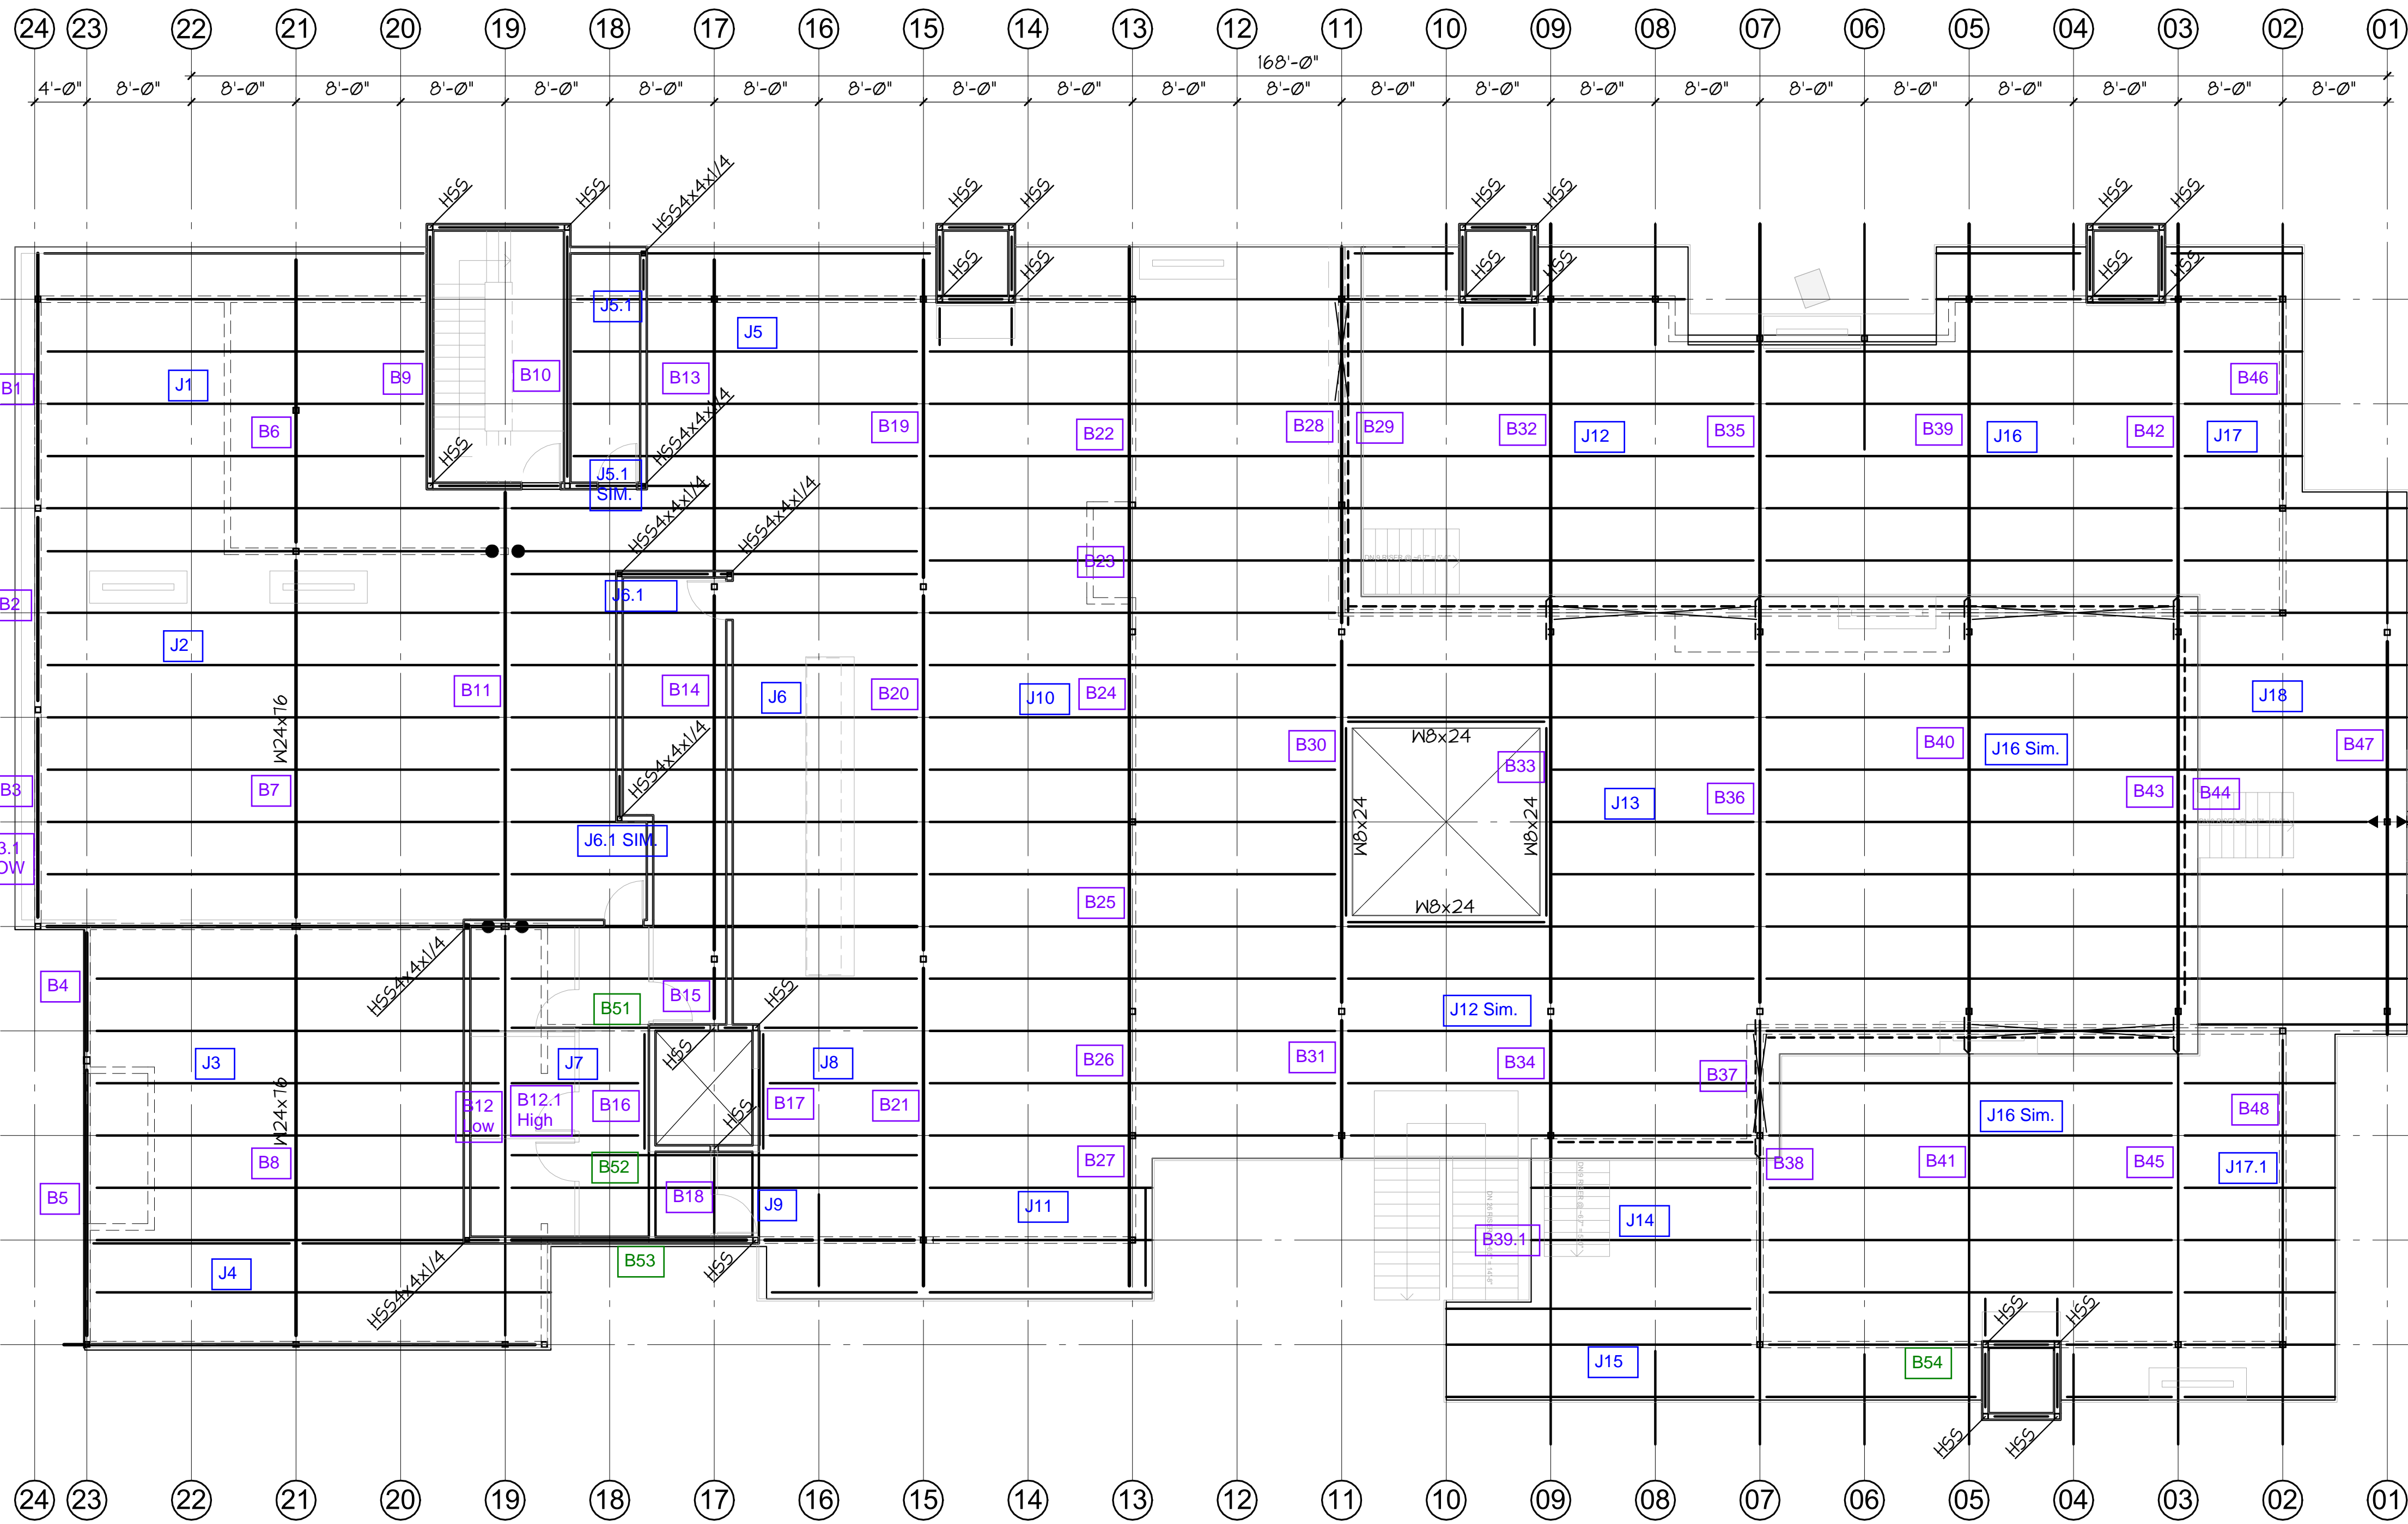 24 23 22 21 20 19 18 17 16 15 14 13 12 11 10 09 08 07 06 05 04 03 02 01
168'-0"
4'-0" 8'-0" 8'-0" 8'-0" 8'-0" 8'-0" 8'-0" 8'-0" 8'-0" 8'-0" 8'-0" 8'-0" 8'-0" 8'-0" 8'-0" 8'-0" 8'-0" 8'-0" 8'-0" 8'-0" 8'-0" 8'-0"
HSS HSS HSS4x4x1/4 HSS HSS HSS HSS HSS HSS
HSS HSS HSS HSS HSS HSS
J5.1
J5
B1 J1 B9 B10 B13 B46
B6 B19 B22 B28 B29 B32 J12 B35 B39 J16 B42 J17
HSS HSS4x4x1/4
J5.1
SIM.
HSS4x4x1/4 HSS4x4x1/4
B23
B2 J6.1
J2
B11 B14 J6 B20 J10 B24 J18
W24x76 W8x24
HSS4x4x1/4
B30 B33 B40 J16 Sim. B47
B3 B7 J13 B36 B43 B44
W8x24 W8x24
3.1
OW
J6.1 SIM.
B25 W8x24
HSS4x4x1/4
B4 B51 B15 HSS J12 Sim.
J3 J7 HSS J8 B26 B31 B34 B37
W24x76
B12
Low
B12.1
High
B16 HSS B17 B21 J16 Sim. B48
B8 B52 B27 B38 B41 B45 J17.1
B5 B18 J9 J11 J14
B39.1
J4 B53 HSS
HSS4x4x1/4 HSS HSS
J15 B54
HSS HSS
24 23 22 21 20 19 18 17 16 15 14 13 12 11 10 09 08 07 06 05 04 03 02 01